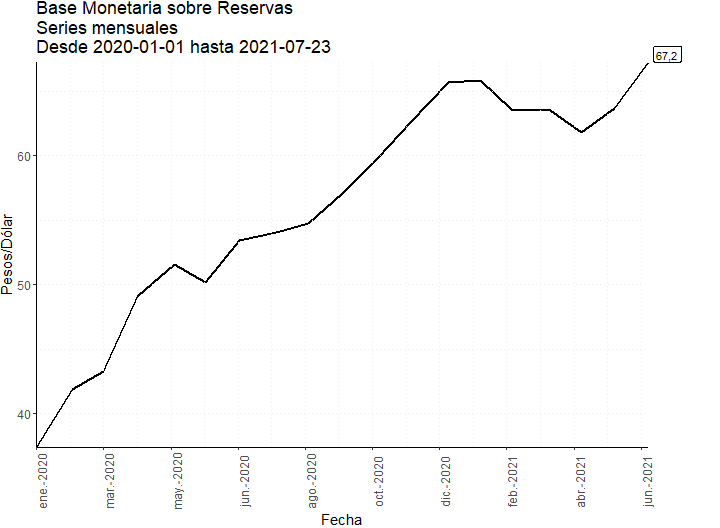 Base Monetaria sobre Reservas
Series mensuales
Desde 2020-01-01 hasta 2021-07-23
67,2
60
50
40
Pesos/Dólar
ene.-2020
mar.-2020
may.-2020
jun.-2020
ago.-2020
oct.-2020
dic.-2020
feb.-2021
abr.-2021
jun.-2021
Fecha